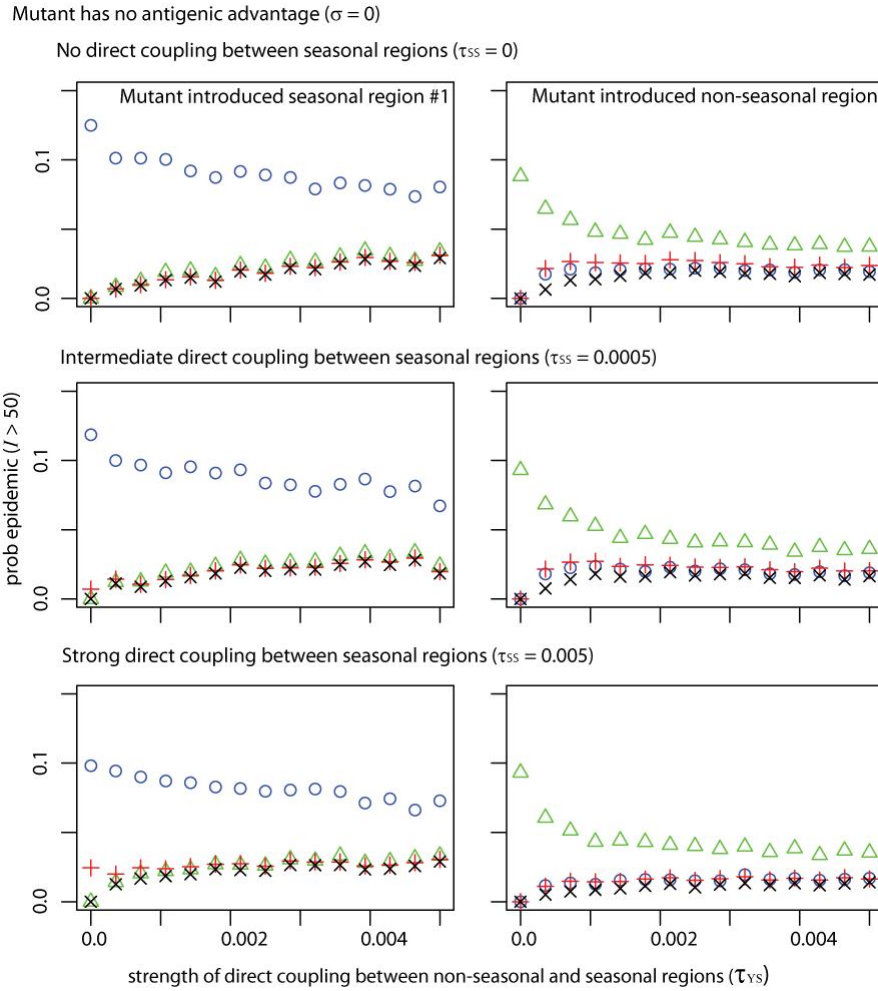 Mutant has no antigenic advantage (σ = 0)
No direct coupling between seasonal regions (τSS = 0)
Mutant introduced seasonal region #1
Mutant introduced non-seasonal region
0.1
0.0
Intermediate direct coupling between seasonal regions (τSS = 0.0005)
0.1
0.0
prob epidemic (I > 50)
Strong direct coupling between seasonal regions (τSS = 0.005)
0.1
0.0
0.0 0.002 0.004 0.0 0.002 0.004
strength of direct coupling between non-seasonal and seasonal regions (τYS)